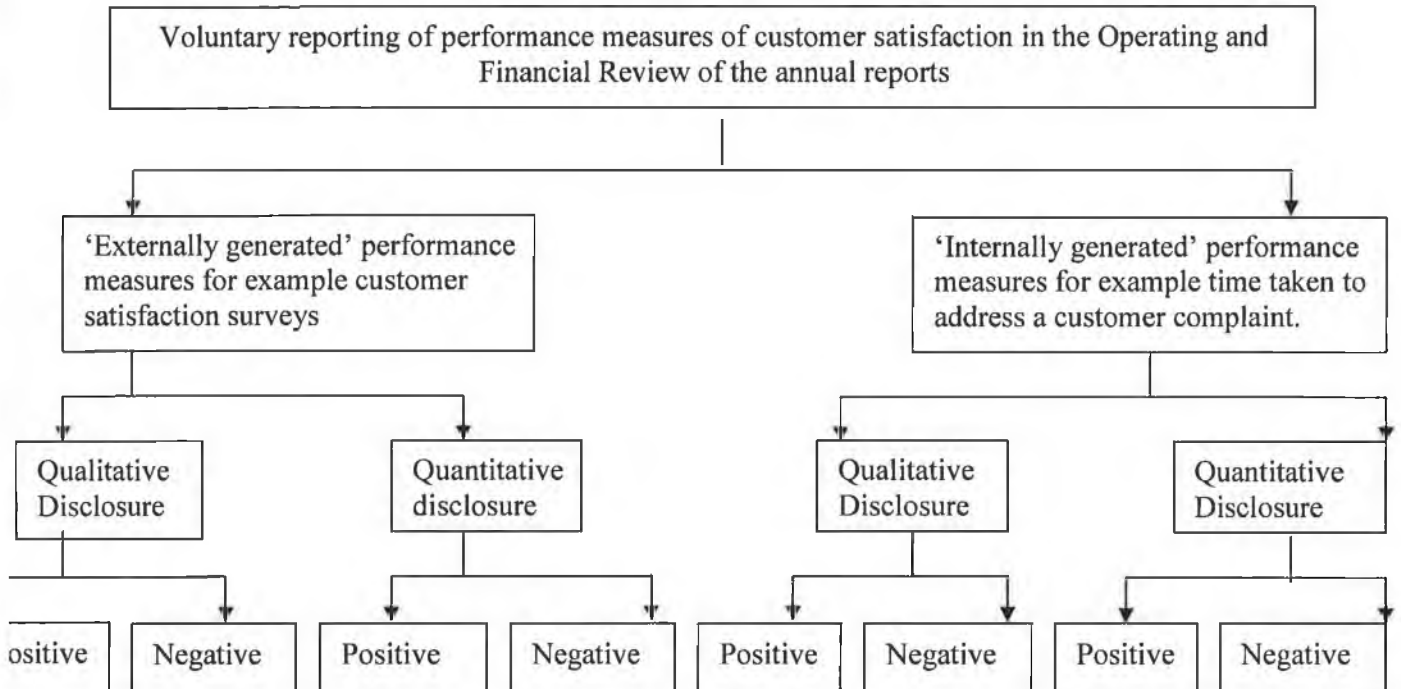 Voluntary reporting of performance measures of customer satisfaction in the Operating and
Financial Review of the annual reports
‘Externally generated’ performance
measures for example customer
satisfaction surveys
‘Internally generated’ performance
measures for example time taken to
address a customer complaint.
Qualitative
Disclosure
Quantitative
disclosure
Qualitative
Disclosure
Quantitative
Disclosure
ositive
Negative
Positive
Negative
Positive
Negative
Positive
Negative